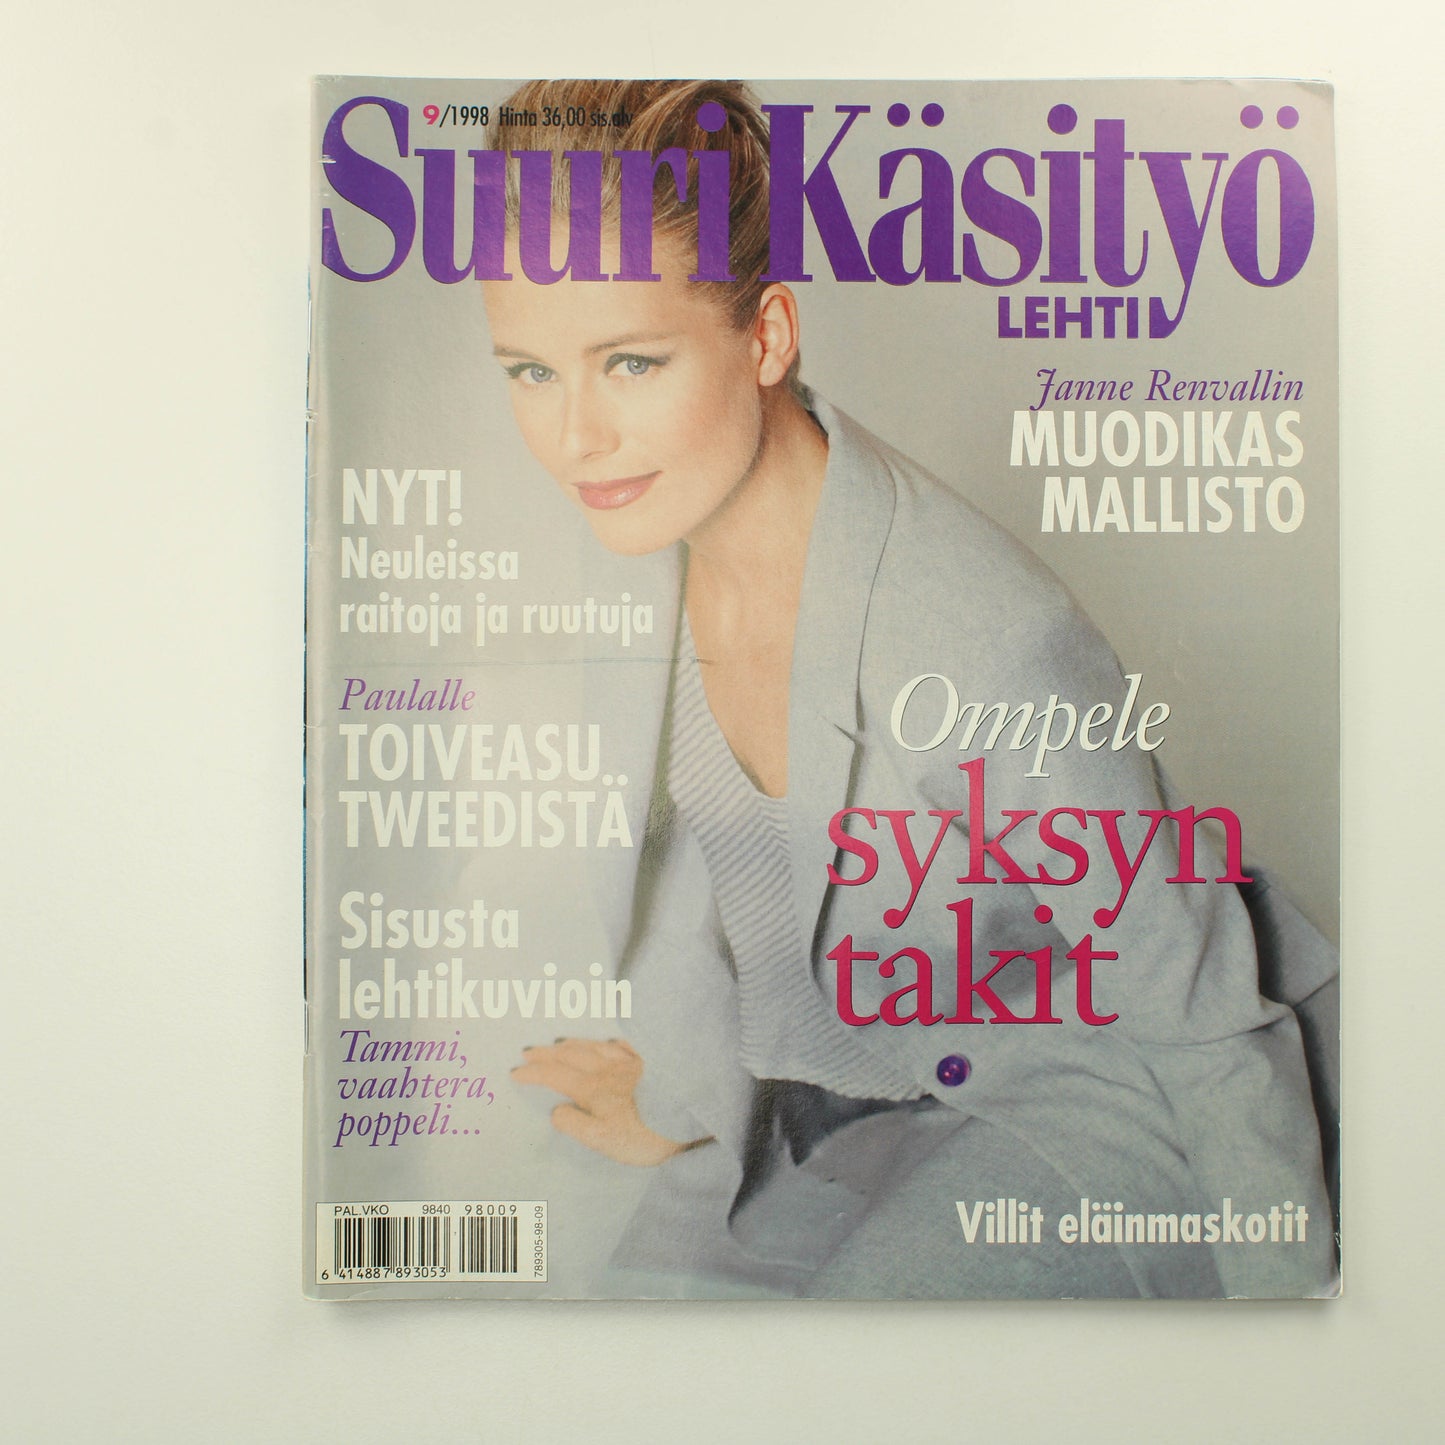 9/1998 Hinta 36,00 sis.alv
Suuri Käsityö
LEHTI
Janne Renvallin
MUODIKAS
MALLISTO
NYT!
Neuleissa
raitoja ja ruutuja
Paulalle
TOIVEASU
TWEEDISTÄ
Ompele
syksyn
takit
Sisusta
lehtikuvioin
Tammi,
vaahtera,
poppeli...
Villit eläinmaskotit
PAL.VKO 9840 98009
6 414887 893053
789305-98-09